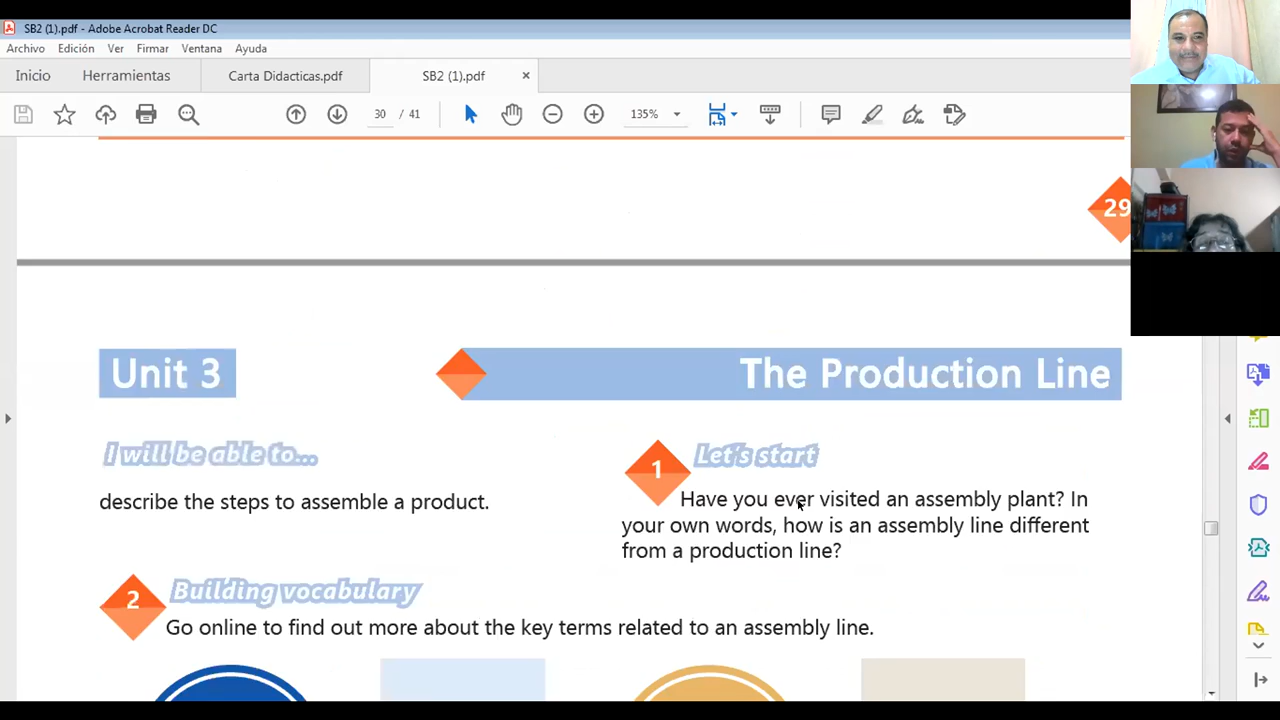 SB2 (1).pdf - Adobe Acrobat Reader DC
Archivo Edición Ver Firmar Ventana Ayuda
Inicio Herramientas Carta Didacticas.pdf SB2 (1).pdf ×
30 / 41 135%
29
Unit 3 The Production Line
I will be able to...
describe the steps to assemble a product.
1 Let's start
Have you ever visited an assembly plant? In
your own words, how is an assembly line different
from a production line?
2 Building vocabulary
Go online to find out more about the key terms related to an assembly line.